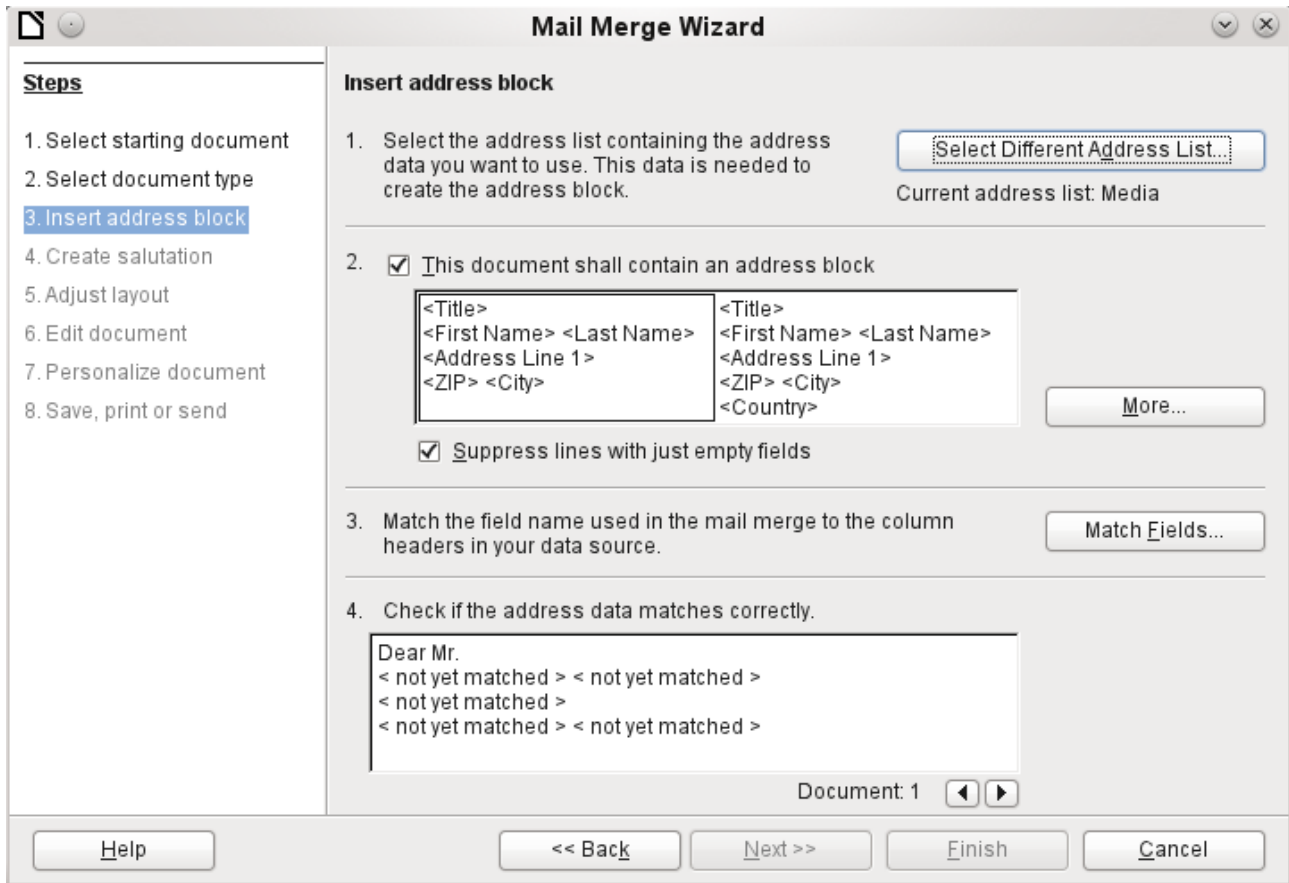 Mail Merge Wizard
Steps
1. Select starting document
2. Select document type
3. Insert address block
4. Create salutation
5. Adjust layout
6. Edit document
7. Personalize document
8. Save, print or send
Insert address block
1. Select the address list containing the address
data you want to use. This data is needed to
create the address block.
Select Different Address List...
Current address list: Media
2. This document shall contain an address block
<Title>
<First Name> <Last Name>
<Address Line 1>
<ZIP> <City>
<Title>
<First Name> <Last Name>
<Address Line 1>
<ZIP> <City>
<Country>
More...
Suppress lines with just empty fields
3. Match the field name used in the mail merge to the column
headers in your data source.
Match Fields...
4. Check if the address data matches correctly.
Dear Mr.
< not yet matched > < not yet matched >
< not yet matched >
< not yet matched > < not yet matched >
Document: 1
Help
<< Back
Next >>
Finish
Cancel